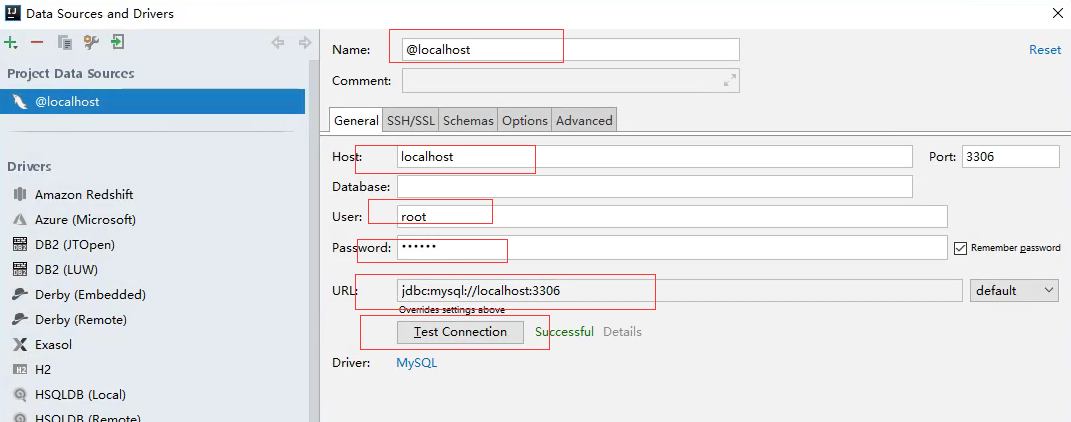 IJ Data Sources and Drivers
Project Data Sources
@localhost
Drivers
Amazon Redshift
Azure (Microsoft)
DB2 (JTOpen)
DB2 (LUW)
Derby (Embedded)
Derby (Remote)
Exasol
H2
HSQLDB (Local)
HSQLDB (Remote)
Name: @localhost Reset
Comment:
General SSH/SSL Schemas Options Advanced
Host: localhost Port: 3306
Database:
User: root
Password: •••••• Remember password
URL: jdbc:mysql://localhost:3306 default
Overrides settings above
Test Connection Successful Details
Driver: MySQL